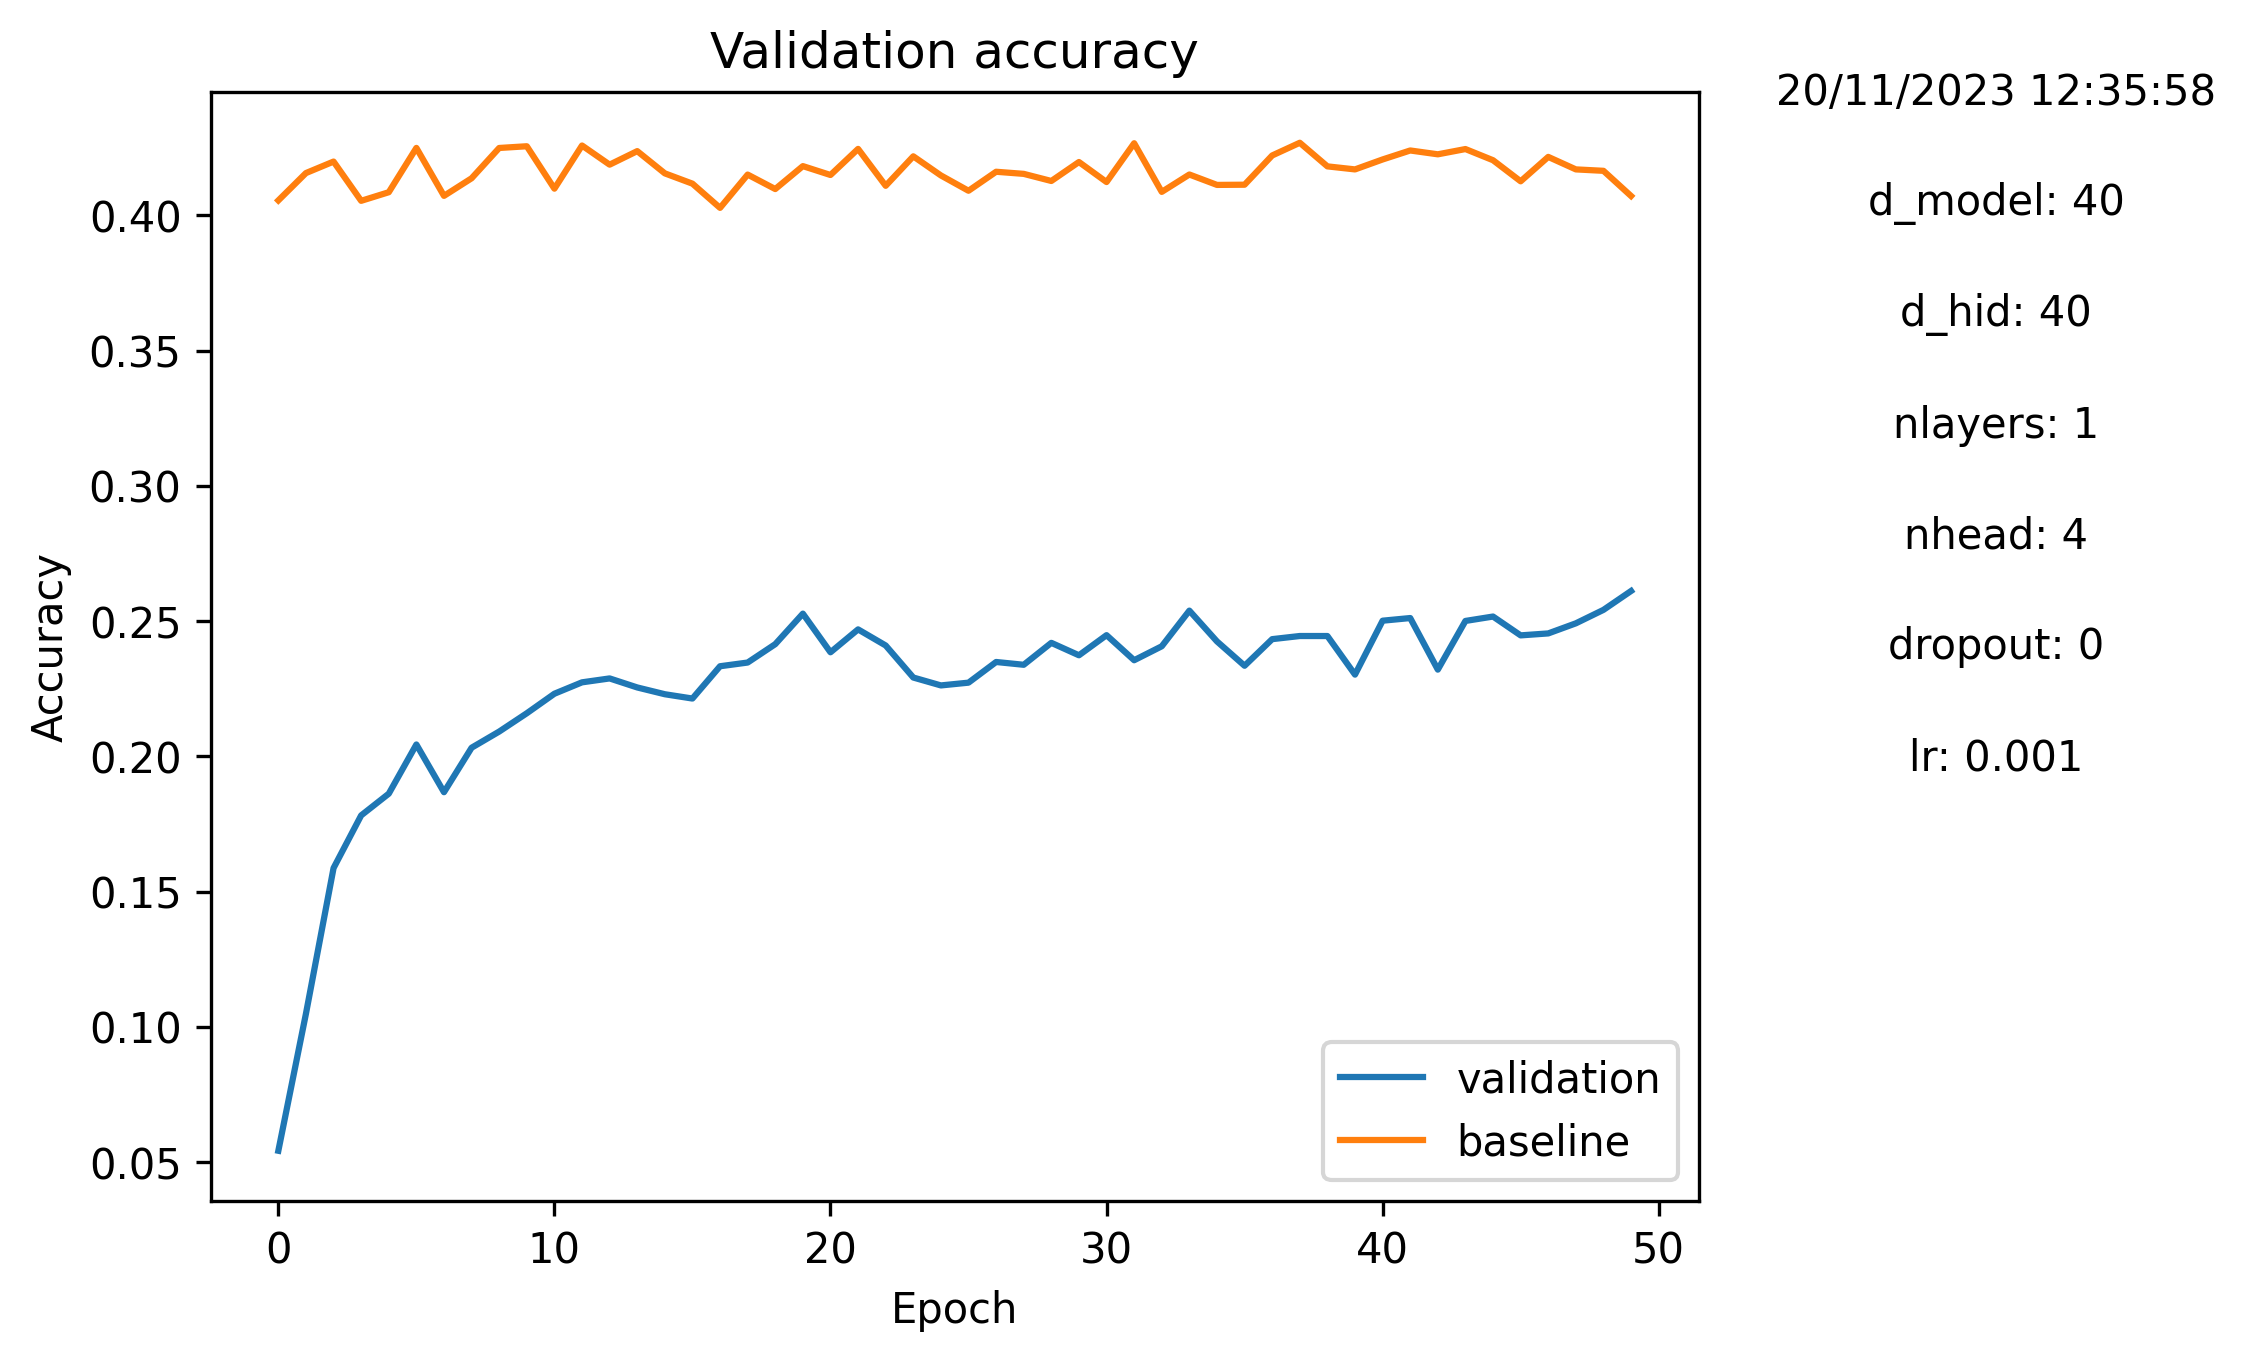 Validation accuracy
20/11/2023 12:35:58
d_model: 40
d_hid: 40
nlayers: 1
nhead: 4
dropout: 0
lr: 0.001
Accuracy
0.40
0.35
0.30
0.25
0.20
0.15
0.10
0.05
validation
baseline
0 10 20 30 40 50
Epoch